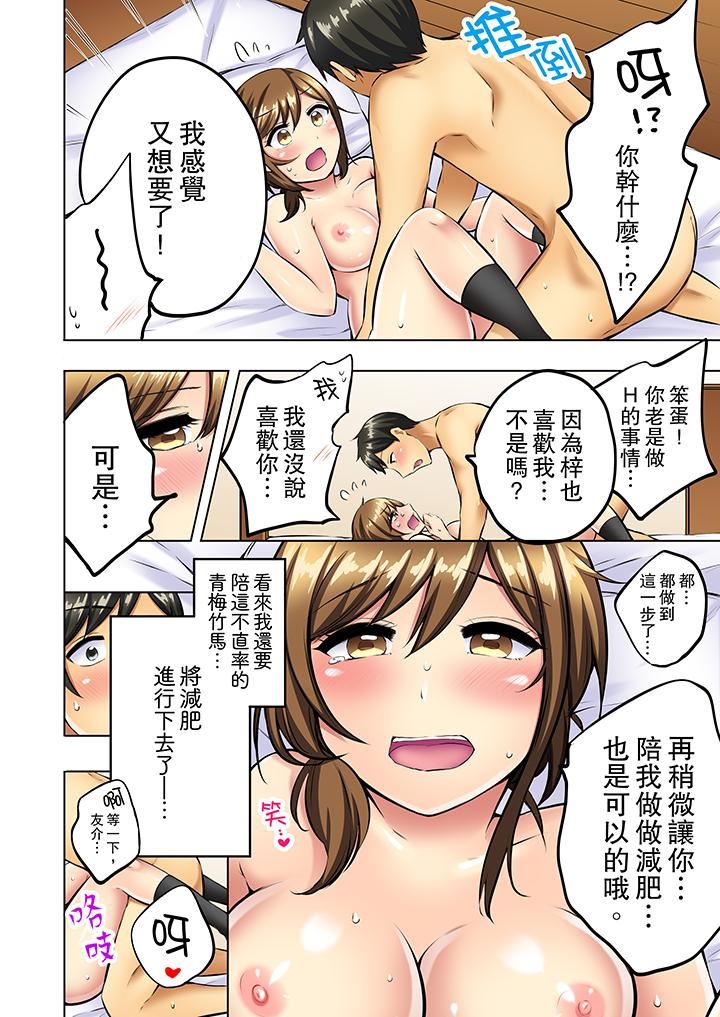 呀!?
你幹什麼…!?
推倒
我感覺
又想要了！
笨蛋！
你老是做
Ｈ的事情…
因為梓也
喜歡我…
不是嗎？
我
我還沒說
喜歡你…
可是…
都…
都做到
這一步了…
再稍微讓你…
陪我做做減肥…
也是可以的哦。
笑…
看來我還要
陪這不直率的
青梅竹馬…
將減肥
進行下去了——…
啊
等一下，
友介…
呀
咯吱